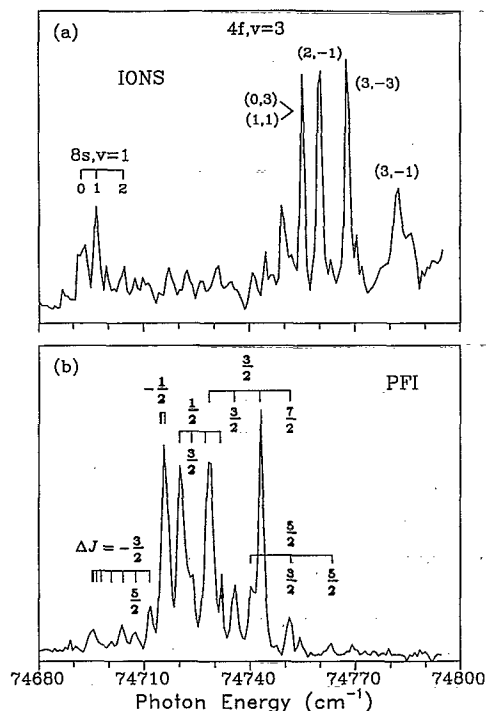 (a)
4f,v=3
IONS
(2,−1)
(0,3)
(1,1)
(3,−3)
8s,v=1
0 1 2
(3,−1)
(b)
PFI
3/2
−1/2
1/2
3/2
7/2
3/2
5/2
ΔJ = −3/2
5/2
3/2
5/2
74680 74710 74740 74770 74800
Photon Energy (cm⁻¹)